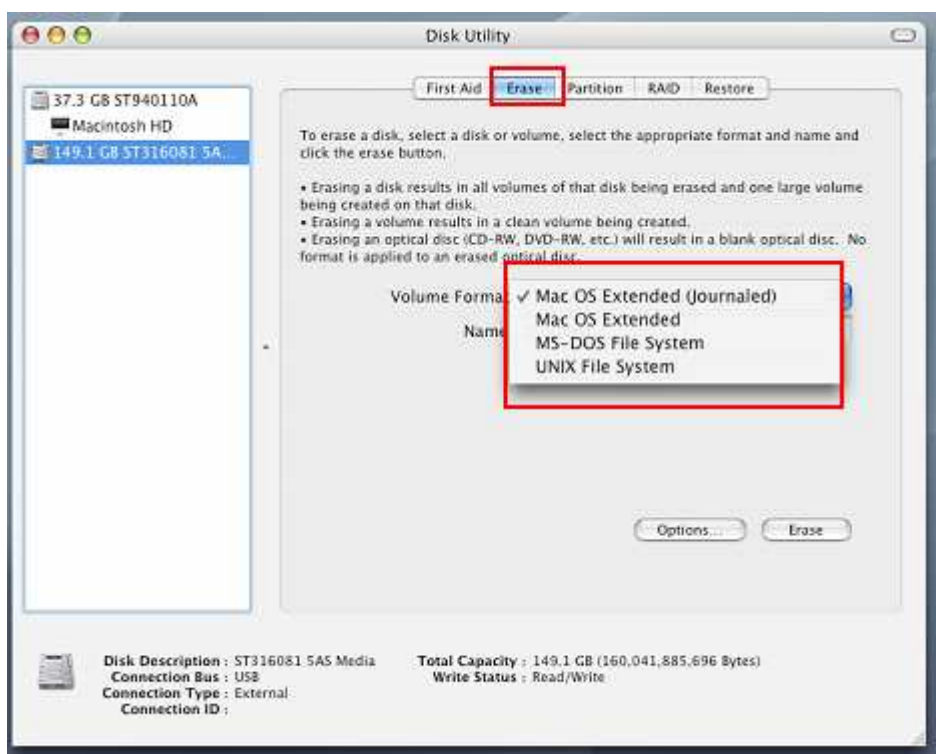 Disk Utility
37.3 GB ST940110A
Macintosh HD
149.1 GB ST316081 5A...
First Aid Erase Partition RAID Restore
To erase a disk, select a disk or volume, select the appropriate format and name and
click the erase button.
• Erasing a disk results in all volumes of that disk being erased and one large volume
being created on that disk.
• Erasing a volume results in a clean volume being created.
• Erasing an optical disc (CD-RW, DVD-RW, etc.) will result in a blank optical disc. No
format is applied to an erased optical disc.
Volume Forma ✓ Mac OS Extended (Journaled)
Mac OS Extended
Name
MS-DOS File System
UNIX File System
Options... Erase
Disk Description : ST316081 5AS Media Total Capacity : 149.1 GB (160,041,885,696 Bytes)
Connection Bus : USB Write Status : Read/Write
Connection Type : External
Connection ID :